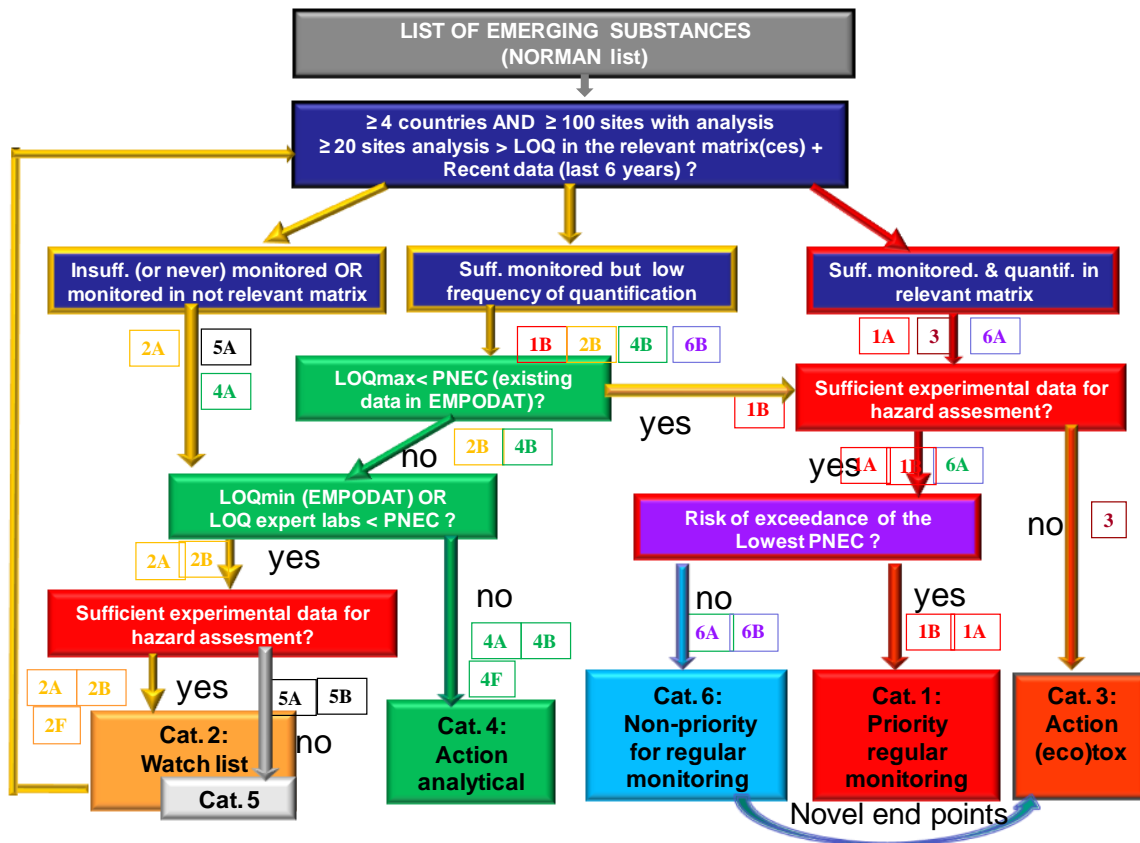 LIST OF EMERGING SUBSTANCES
(NORMAN list)
≥ 4 countries AND ≥ 100 sites with analysis
≥ 20 sites analysis > LOQ in the relevant matrix(ces) +
Recent data (last 6 years) ?
Insuff. (or never) monitored OR
monitored in not relevant matrix
Suff. monitored but low
frequency of quantification
Suff. monitored. & quantif. in
relevant matrix
2A
5A
4A
1B
2B
4B
6B
1A
3
6A
LOQmax< PNEC (existing
data in EMPODAT)?
yes
1B
Sufficient experimental data for
hazard assesment?
no
2B
4B
yes
1A
1B
6A
LOQmin (EMPODAT) OR
LOQ expert labs < PNEC ?
Risk of exceedance of the
Lowest PNEC ?
no
3
2A
2B
yes
Sufficient experimental data for
hazard assesment?
no
4A
4B
4F
no
6A
6B
yes
1B
1A
2A
2B
2F
yes
5A
5B
no
Cat. 2:
Watch list
Cat. 5
Cat. 4:
Action
analytical
Cat. 6:
Non-priority
for regular
monitoring
Cat. 1:
Priority
regular
monitoring
Cat. 3:
Action
(eco)tox
Novel end points